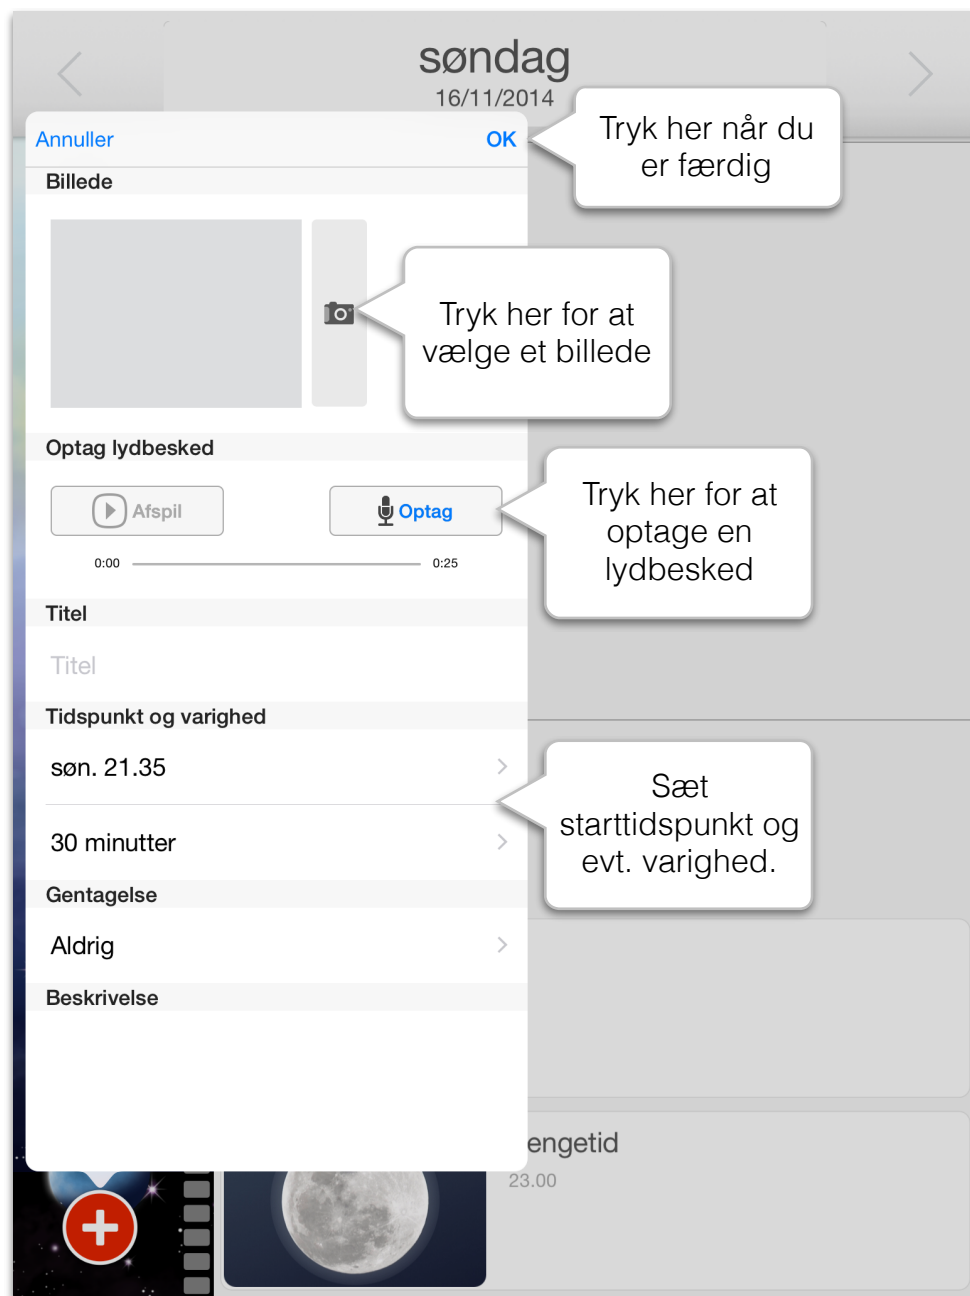 søndag
16/11/2014
Annuller
OK
Tryk her når du
er færdig
Billede
Tryk her for at
vælge et billede
Optag lydbesked
Afspil
Optag
0:00
0:25
Tryk her for at
optage en
lydbesked
Titel
Titel
Tidspunkt og varighed
søn. 21.35
30 minutter
Sæt
starttidspunkt og
evt. varighed.
Gentagelse
Aldrig
Beskrivelse
engetid
23.00